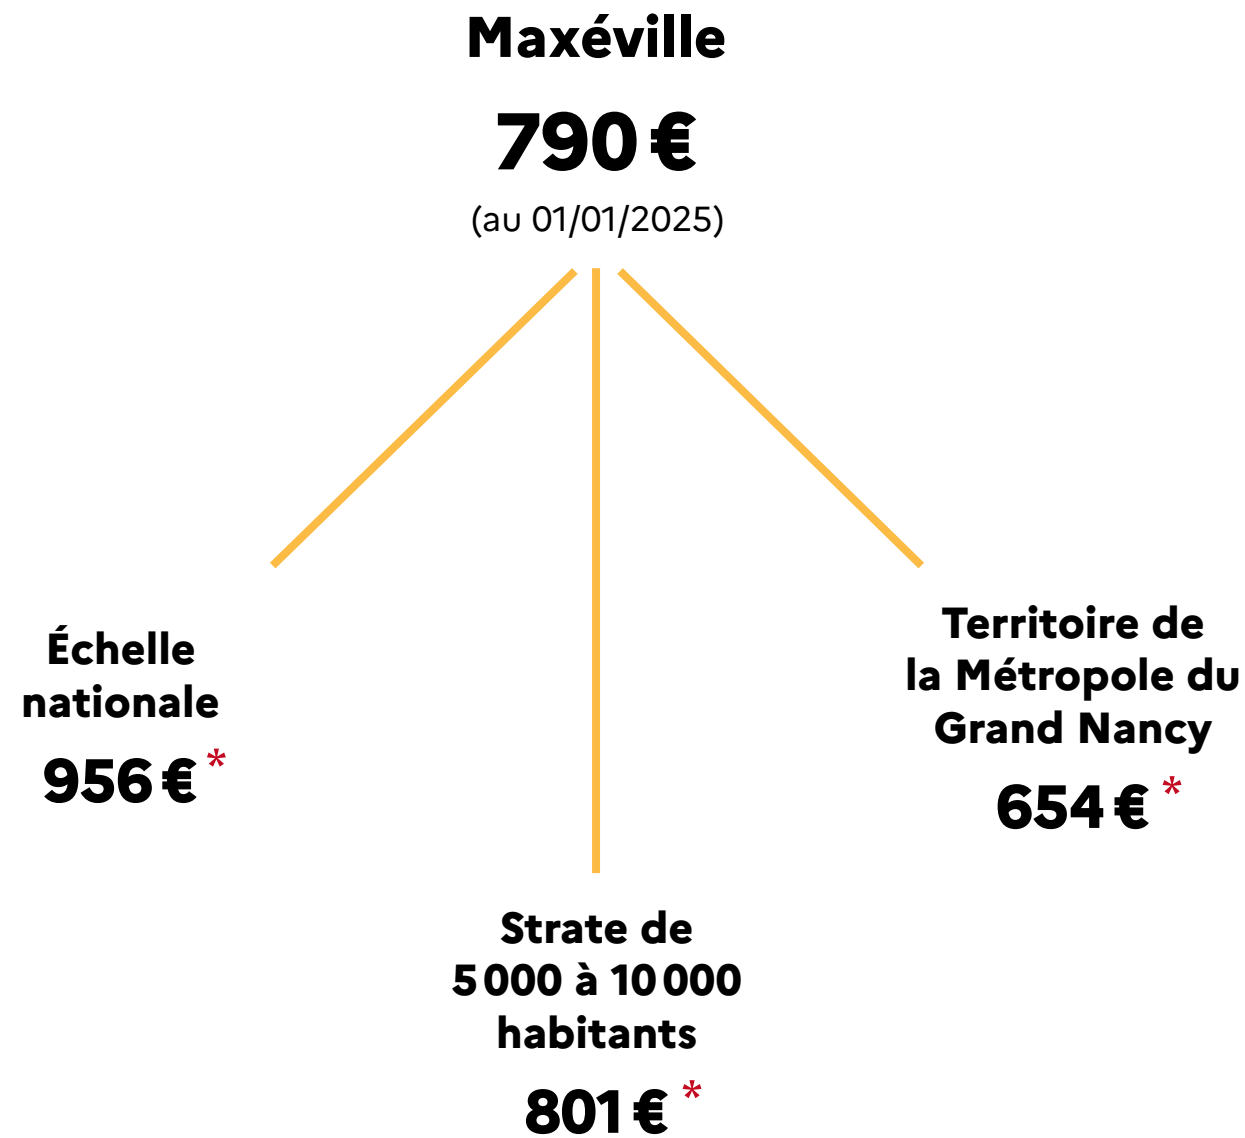 Maxéville
790 €
(au 01/01/2025)
Échelle
nationale
956 € *
Territoire de
la Métropole du
Grand Nancy
654 € *
Strate de
5 000 à 10 000
habitants
801 € *